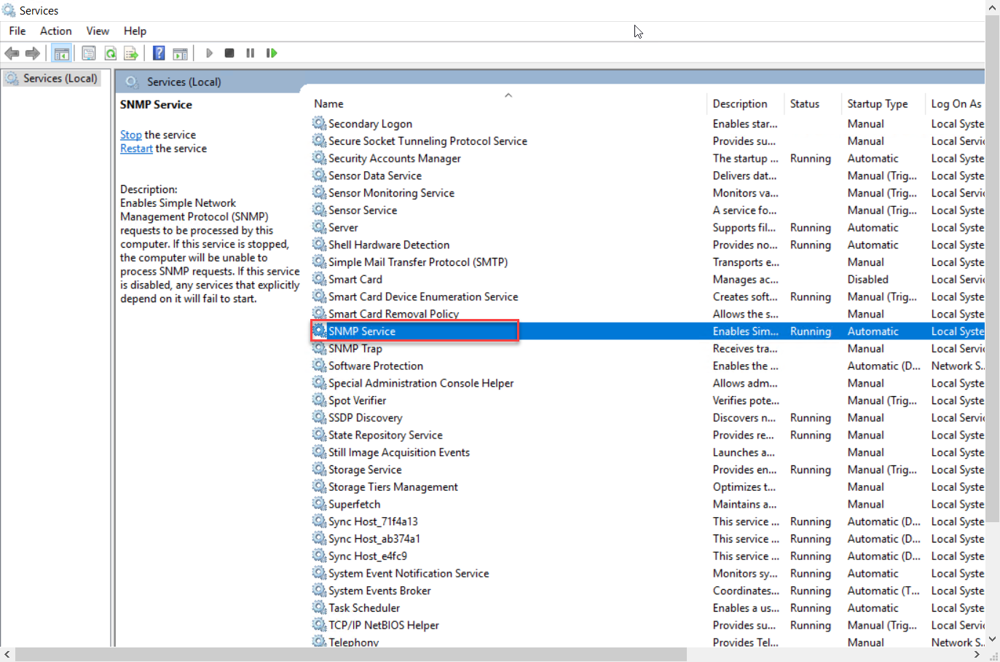 Services
File Action View Help
Services (Local)
Services (Local)
SNMP Service
Stop the service
Restart the service
Description:
Enables Simple Network
Management Protocol (SNMP)
requests to be processed by this
computer. If this service is stopped,
the computer will be unable to
process SNMP requests. If this service
is disabled, any services that explicitly
depend on it will fail to start.
Name Description Status Startup Type Log On As
Secondary Logon Enables star... Manual Local Syste
Secure Socket Tunneling Protocol Service Provides su... Manual Local Servic
Security Accounts Manager The startup ... Running Automatic Local Syste
Sensor Data Service Delivers dat... Manual (Trig... Local Syste
Sensor Monitoring Service Monitors va... Manual (Trig... Local Servic
Sensor Service A service fo... Manual (Trig... Local Syste
Server Supports fil... Running Automatic Local Syste
Shell Hardware Detection Provides no... Running Automatic Local Syste
Simple Mail Transfer Protocol (SMTP) Transports e... Manual Local Syste
Smart Card Manages ac... Disabled Local Servic
Smart Card Device Enumeration Service Creates soft... Running Manual (Trig... Local Syste
Smart Card Removal Policy Allows the s... Manual Local Syste
SNMP Service Enables Sim... Running Automatic Local Syste
SNMP Trap Receives tra... Manual Local Servic
Software Protection Enables the ... Automatic (D... Network S..
Special Administration Console Helper Allows adm... Manual Local Syste
Spot Verifier Verifies pote... Manual (Trig... Local Syste
SSDP Discovery Discovers n... Running Manual Local Servic
State Repository Service Provides re... Running Manual Local Syste
Still Image Acquisition Events Launches a... Manual Local Syste
Storage Service Provides en... Running Manual (Trig... Local Syste
Storage Tiers Management Optimizes t... Manual Local Syste
Superfetch Maintains a... Manual Local Syste
Sync Host_71f4a13 This service ... Running Automatic (D... Local Syste
Sync Host_ab374a1 This service ... Running Automatic (D... Local Syste
Sync Host_e4fc9 This service ... Running Automatic (D... Local Syste
System Event Notification Service Monitors sy... Running Automatic Local Syste
System Events Broker Coordinates... Running Automatic (T... Local Syste
Task Scheduler Enables a us... Running Automatic Local Syste
TCP/IP NetBIOS Helper Provides su... Running Manual (Trig... Local Servic
Telephony Provides Tel... Manual Network S..